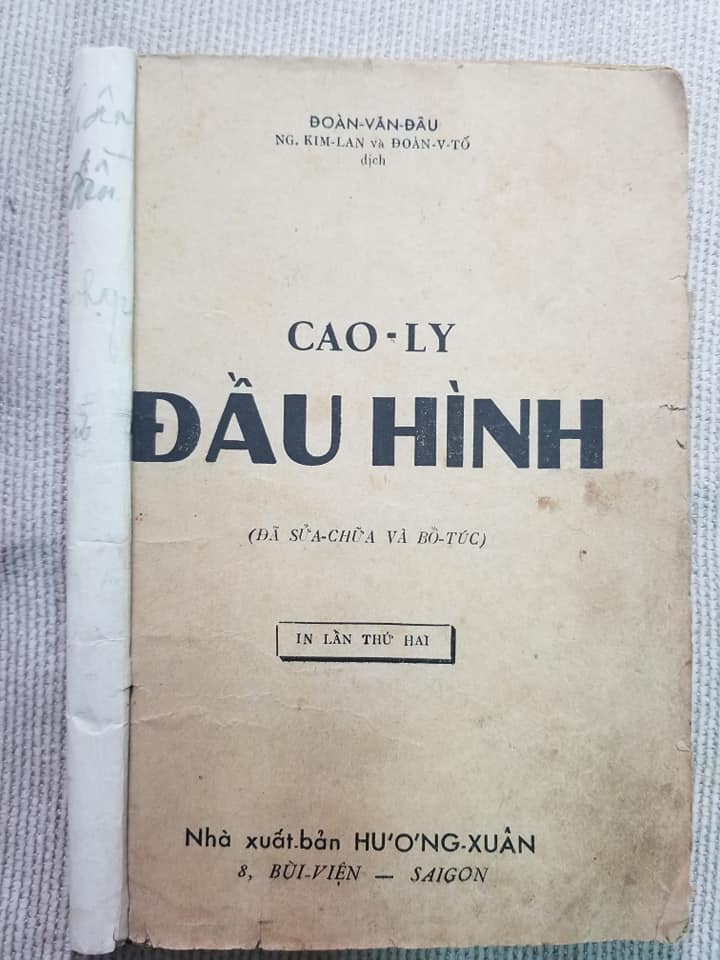 ĐOÀN-VĂN-ĐÂU
NG. KIM-LAN và ĐOÀN-V-TỐ
dịch
CAO-LY
ĐẦU HÌNH
(ĐÃ SỬA-CHỮA VÀ BỒ-TÚC)
IN LẦN THỨ HAI
Nhà xuất-bản HƯƠNG-XUÂN
8, BÙI-VIỆN — SAIGON